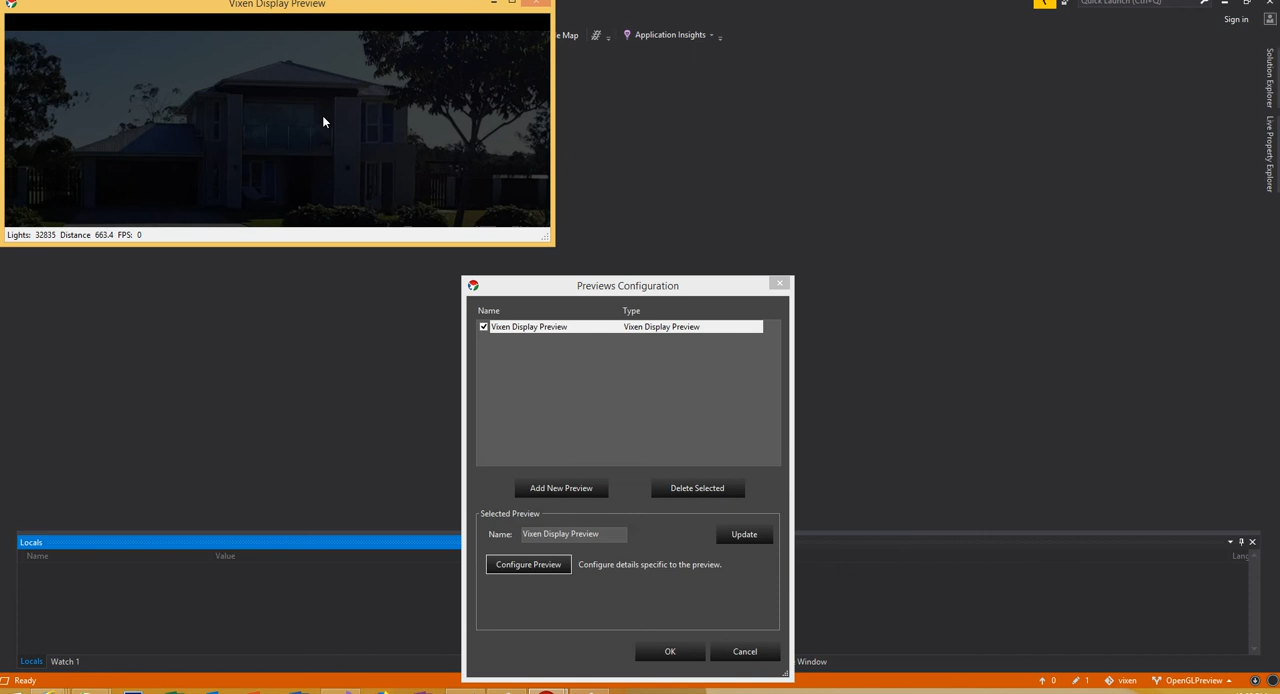 Vixen Display Preview
Quick Launch (Ctrl+Q)
Sign in
e Map
Application Insights
Solution Explorer
Live Property Explorer
Lights: 32835 Distance 663.4 FPS: 0
Previews Configuration
Name Type
Vixen Display Preview Vixen Display Preview
Add New Preview Delete Selected
Selected Preview
Name: Vixen Display Preview Update
Configure Preview Configure details specific to the preview.
OK Cancel
Locals
Name Value Lang
Locals Watch 1 e Window
Ready 0 1 vixen OpenGLPreview